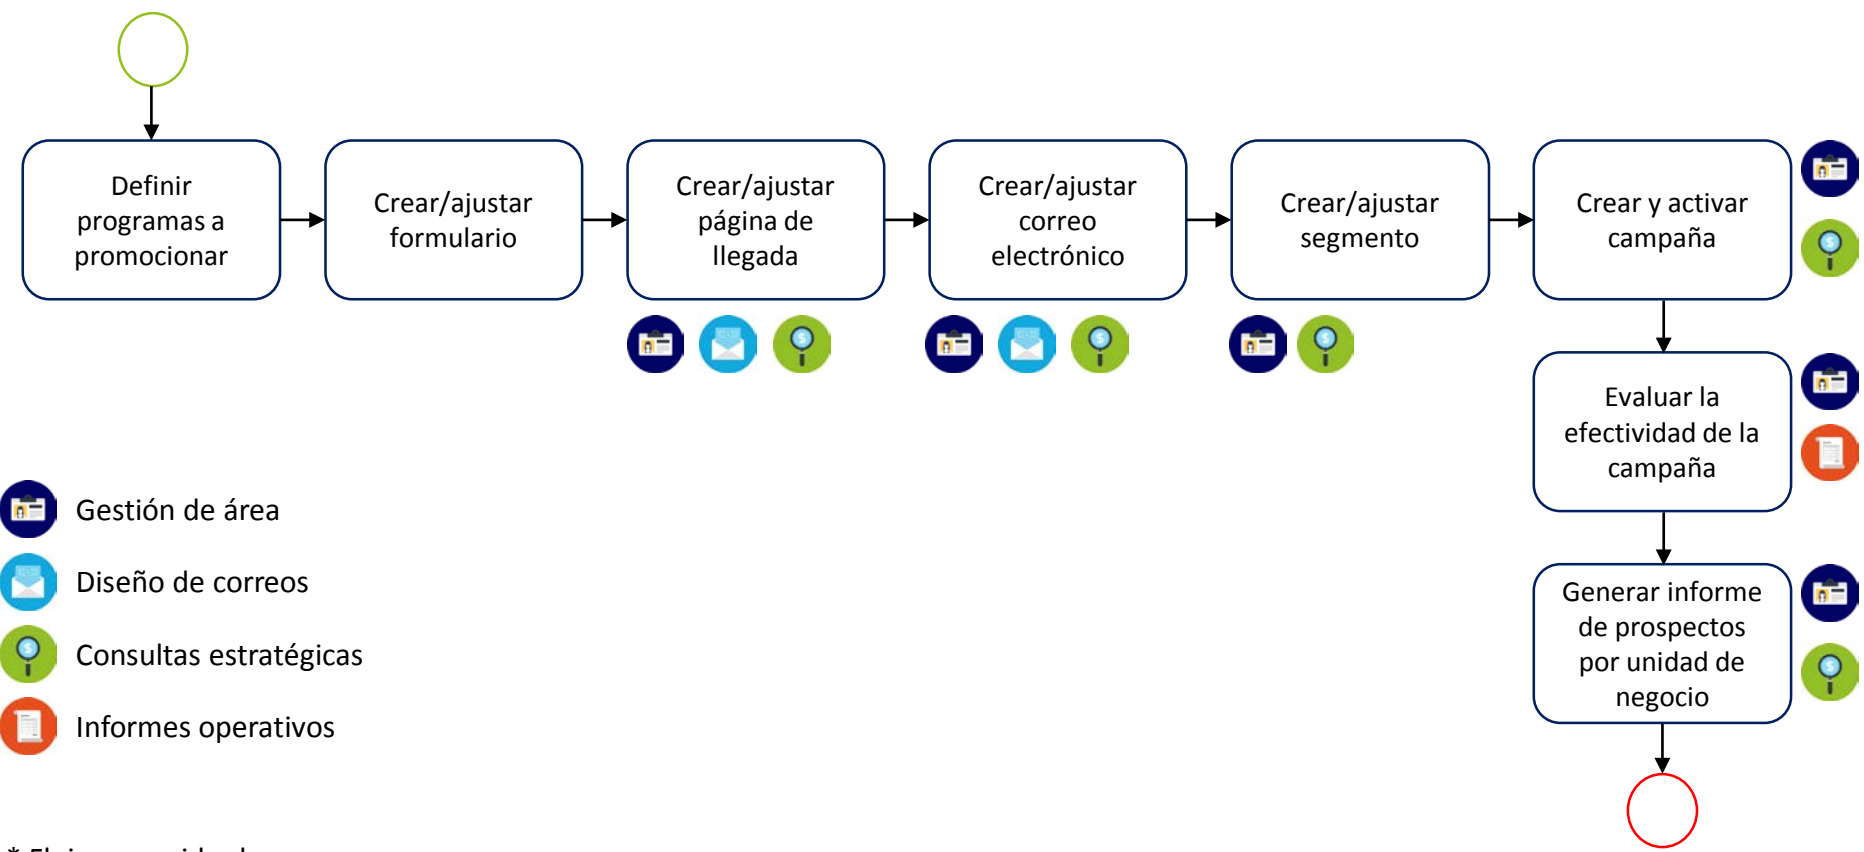 Definir
programas a
promocionar
Crear/ajustar
formulario
Crear/ajustar
página de
llegada
Crear/ajustar
correo
electrónico
Crear/ajustar
segmento
Crear y activar
campaña
Evaluar la
efectividad de la
campaña
Generar informe
de prospectos
por unidad de
negocio
Gestión de área
Diseño de correos
Consultas estratégicas
Informes operativos